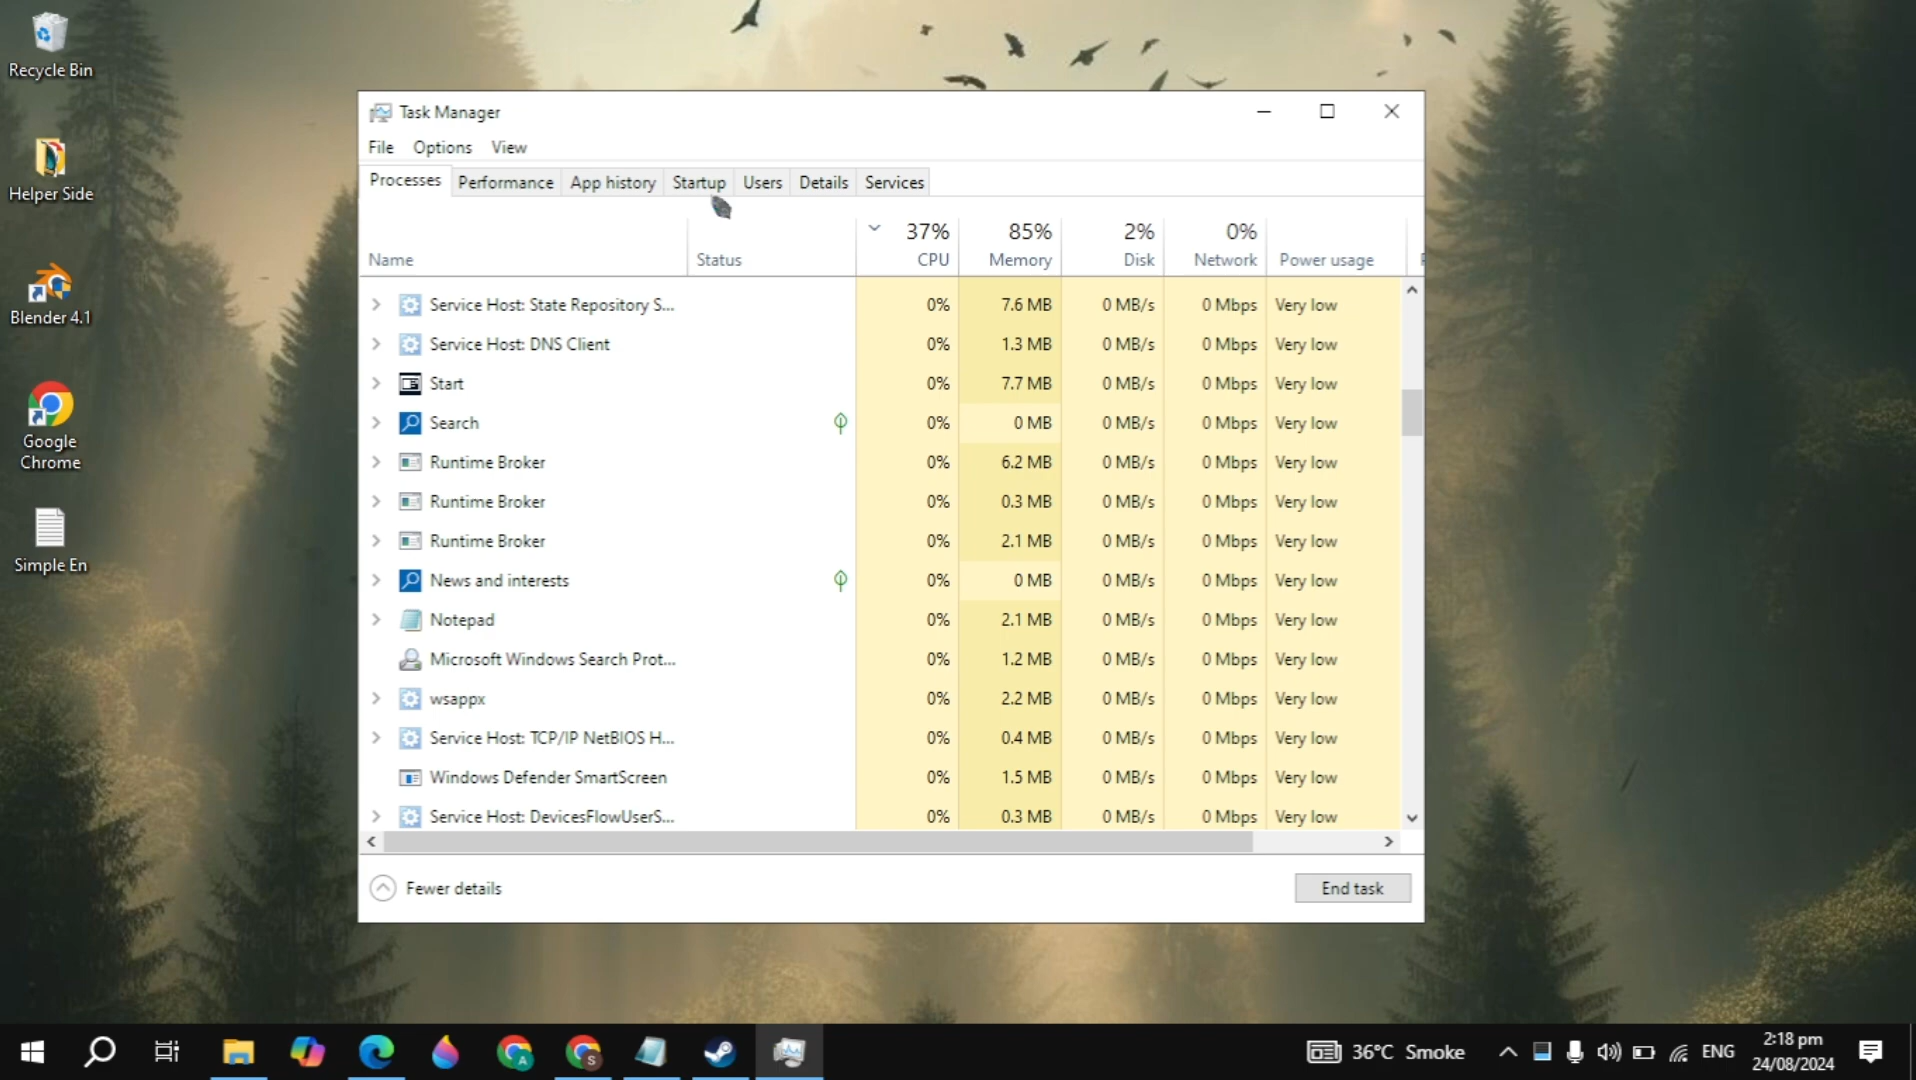 Recycle Bin
Helper Side
Blender 4.1
Google
Chrome
Simple En
Task Manager
File Options View
Processes Performance App history Startup Users Details Services
37% 85% 2% 0%
Name Status CPU Memory Disk Network Power usage
Service Host: State Repository S... 0% 7.6 MB 0 MB/s 0 Mbps Very low
Service Host: DNS Client 0% 1.3 MB 0 MB/s 0 Mbps Very low
Start 0% 7.7 MB 0 MB/s 0 Mbps Very low
Search 0% 0 MB 0 MB/s 0 Mbps Very low
Runtime Broker 0% 6.2 MB 0 MB/s 0 Mbps Very low
Runtime Broker 0% 0.3 MB 0 MB/s 0 Mbps Very low
Runtime Broker 0% 2.1 MB 0 MB/s 0 Mbps Very low
News and interests 0% 0 MB 0 MB/s 0 Mbps Very low
Notepad 0% 2.1 MB 0 MB/s 0 Mbps Very low
Microsoft Windows Search Prot... 0% 1.2 MB 0 MB/s 0 Mbps Very low
wsappx 0% 2.2 MB 0 MB/s 0 Mbps Very low
Service Host: TCP/IP NetBIOS H... 0% 0.4 MB 0 MB/s 0 Mbps Very low
Windows Defender SmartScreen 0% 1.5 MB 0 MB/s 0 Mbps Very low
Service Host: DevicesFlowUserS... 0% 0.3 MB 0 MB/s 0 Mbps Very low
Fewer details End task
A S
36°C Smoke ENG
2:18 pm
24/08/2024